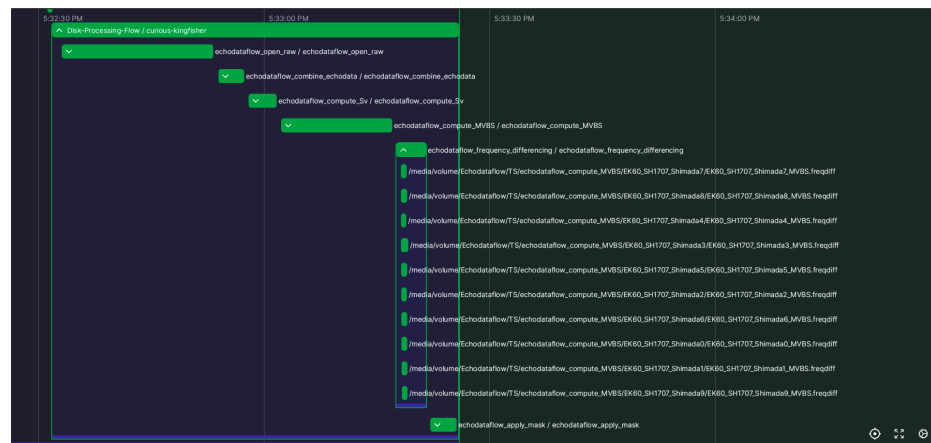 5:32:30 PM 5:33:00 PM 5:33:30 PM 5:34:00 PM
Disk-Processing-Flow / curious-kingfisher
echodataflow_open_raw / echodataflow_open_raw
echodataflow_combine_echodata / echodataflow_combine_echodata
echodataflow_compute_Sv / echodataflow_compute_Sv
echodataflow_compute_MVBS / echodataflow_compute_MVBS
echodataflow_frequency_differencing / echodataflow_frequency_differencing
/media/volume/Echodataflow/TS/echodataflow_compute_MVBS/EK60_SH1707_Shimada7/EK60_SH1707_Shimada7_MVBS.freqdiff
/media/volume/Echodataflow/TS/echodataflow_compute_MVBS/EK60_SH1707_Shimada8/EK60_SH1707_Shimada8_MVBS.freqdiff
/media/volume/Echodataflow/TS/echodataflow_compute_MVBS/EK60_SH1707_Shimada4/EK60_SH1707_Shimada4_MVBS.freqdiff
/media/volume/Echodataflow/TS/echodataflow_compute_MVBS/EK60_SH1707_Shimada3/EK60_SH1707_Shimada3_MVBS.freqdiff
/media/volume/Echodataflow/TS/echodataflow_compute_MVBS/EK60_SH1707_Shimada5/EK60_SH1707_Shimada5_MVBS.freqdiff
/media/volume/Echodataflow/TS/echodataflow_compute_MVBS/EK60_SH1707_Shimada2/EK60_SH1707_Shimada2_MVBS.freqdiff
/media/volume/Echodataflow/TS/echodataflow_compute_MVBS/EK60_SH1707_Shimada6/EK60_SH1707_Shimada6_MVBS.freqdiff
/media/volume/Echodataflow/TS/echodataflow_compute_MVBS/EK60_SH1707_Shimada0/EK60_SH1707_Shimada0_MVBS.freqdiff
/media/volume/Echodataflow/TS/echodataflow_compute_MVBS/EK60_SH1707_Shimada1/EK60_SH1707_Shimada1_MVBS.freqdiff
/media/volume/Echodataflow/TS/echodataflow_compute_MVBS/EK60_SH1707_Shimada9/EK60_SH1707_Shimada9_MVBS.freqdiff
echodataflow_apply_mask / echodataflow_apply_mask